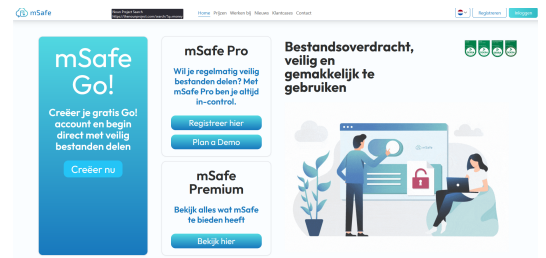 mSafe
Noun Project Search
Home Prijzen Werken bij Nieuws Klantcases Contact
Registreren
Inloggen
mSafe
Go!
Creëer je gratis Go!
account en begin
direct met veilig
bestanden delen
Creëer nu
mSafe Pro
Wil je regelmatig veilig
bestanden delen? Met
mSafe Pro ben je altijd
in-control.
Registreer hier
Plan a Demo
mSafe
Premium
Bekijk alles wat mSafe
te bieden heeft
Bekijk hier
Bestandsoverdracht,
veilig en
gemakkelijk te
gebruiken